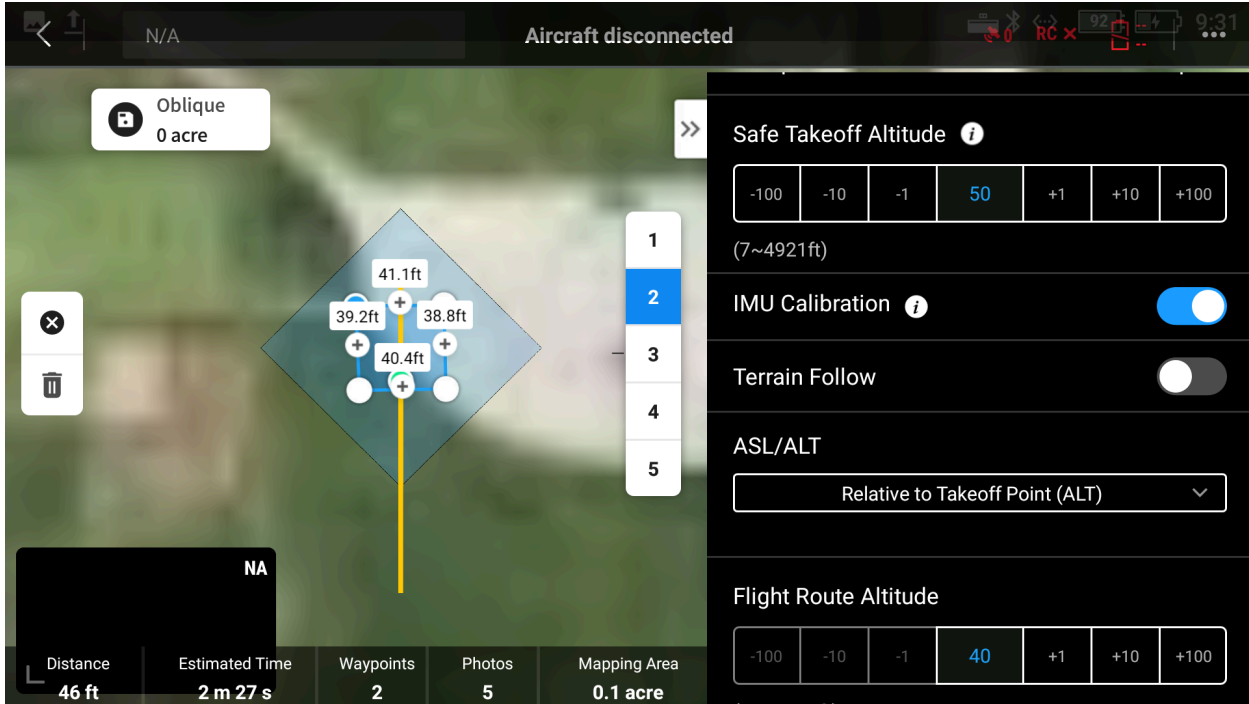 N/A
Aircraft disconnected
0
RC
92
--
--
9:31
Oblique
0 acre
41.1ft
39.2ft
38.8ft
40.4ft
1
2
3
4
5
NA
Distance
46 ft
Estimated Time
2 m 27 s
Waypoints
2
Photos
5
Mapping Area
0.1 acre
Safe Takeoff Altitude
-100 -10 -1 50 +1 +10 +100
(7~4921ft)
IMU Calibration
Terrain Follow
ASL/ALT
Relative to Takeoff Point (ALT)
Flight Route Altitude
-100 -10 -1 40 +1 +10 +100